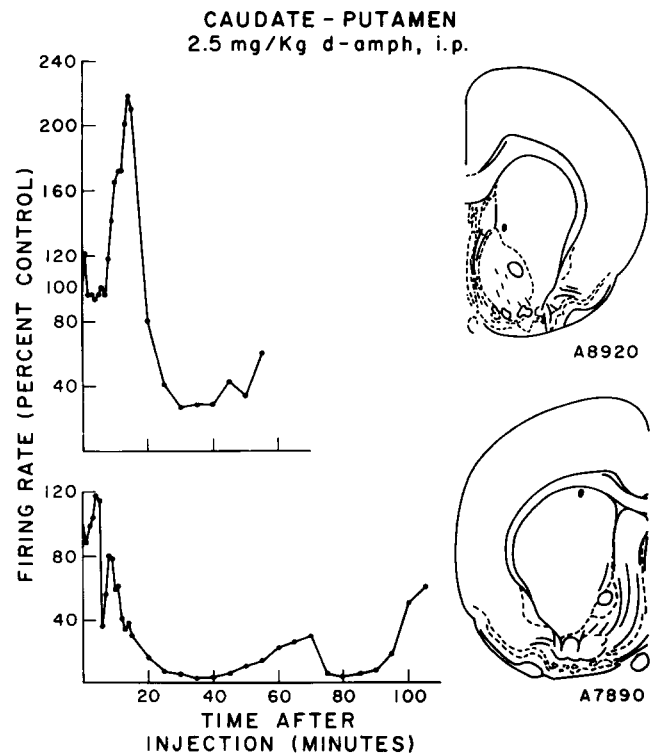 CAUDATE - PUTAMEN
2.5 mg/Kg d-amph, i.p.
FIRING RATE (PERCENT CONTROL)
240
220
160
120
100
80
40
A8920
120
80
40
20
40
60
80
100
TIME AFTER
INJECTION (MINUTES)
A7890